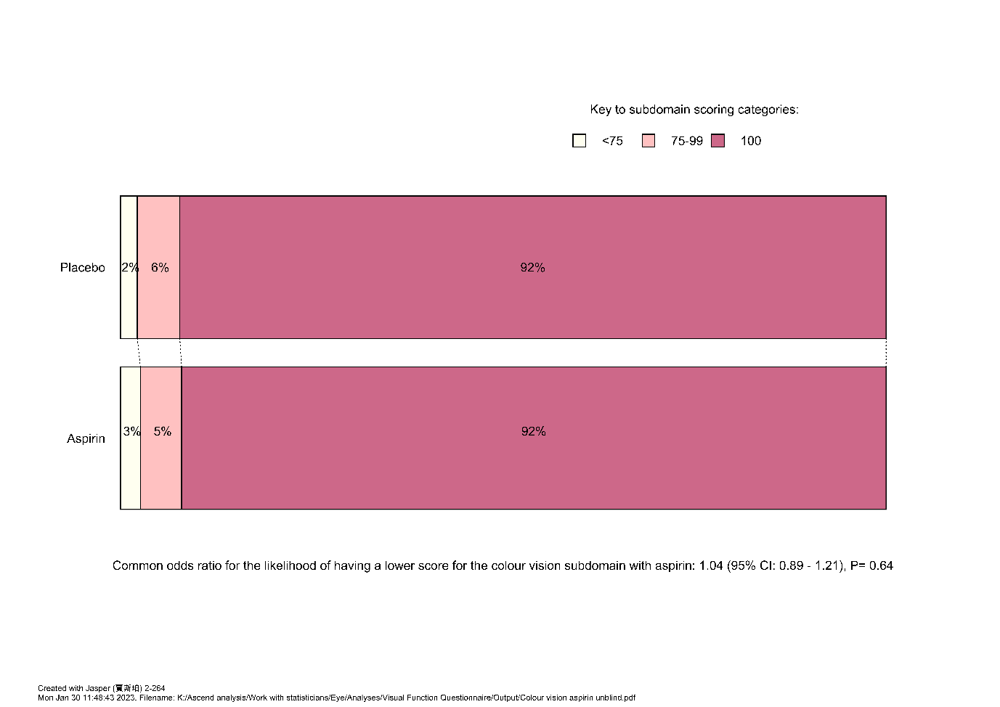 Key to subdomain scoring categories:
<75 75-99 100
Placebo 2% 6% 92%
3% 5% 92%
Aspirin
Common odds ratio for the likelihood of having a lower score for the colour vision subdomain with aspirin: 1.04 (95% CI: 0.89 - 1.21), P= 0.64
Created with Jasper (賈斯珀) 2-264
Mon Jan 30 11:48:43 2023. Filename: K:/Ascend analysis/Work with statisticians/Eye/Analyses/Visual Function Questionnaire/Output/Colour vision aspirin unblind.pdf